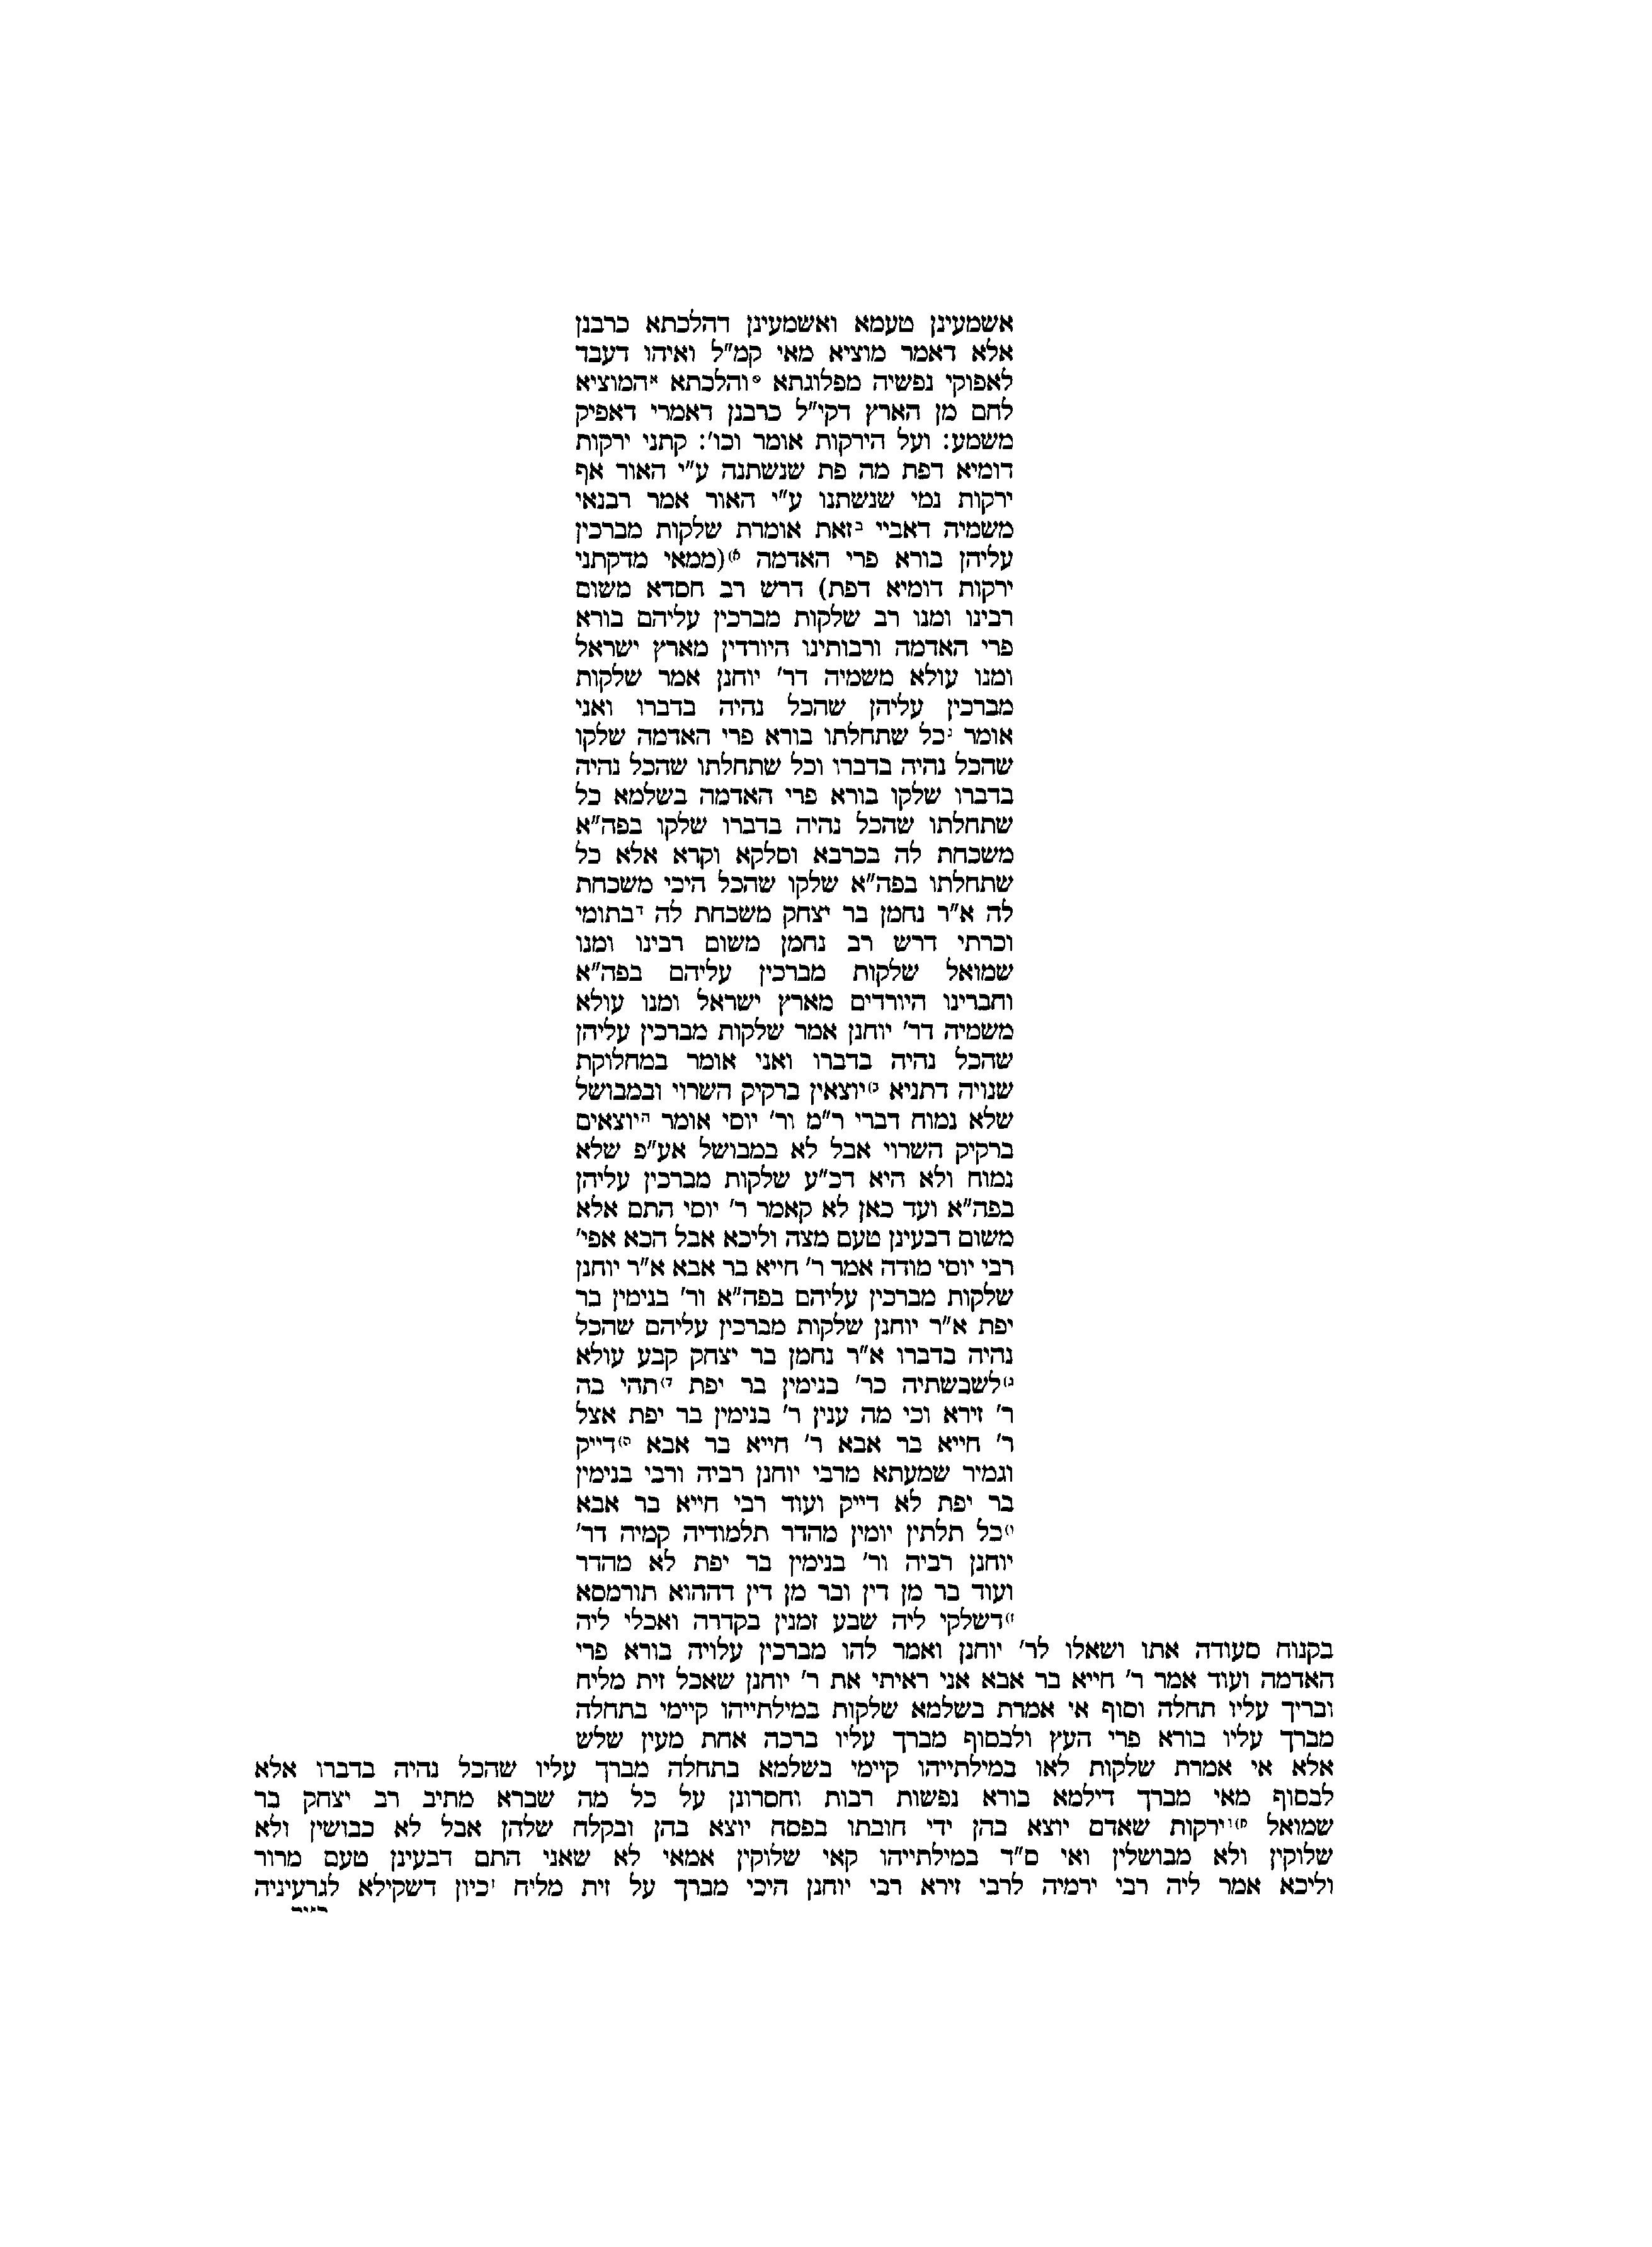 אשמעינן טעמא ואשמעינן דהלכתא כרבנן
אלא דאמר מוציא מאי קמ"ל ואיהו דעבד
לאפוקי נפשיה מפלוגתא °והלכתא אהמוציא
לחם מן הארץ דקי"ל כרבנן דאמרי דאפיק
משמע: ועל הירקות אומר וכו': קתני ירקות
דומיא דפת מה פת שנשתנה ע"י האור אף
ירקות נמי שנשתנו ע"י האור אמר רבנאי
משמיה דאביי בזאת אומרת שלקות מברכין
עליהן בורא פרי האדמה א)(ממאי מדקתני
ירקות דומיא דפת) דרש רב חסדא משום
רבינו ומנו רב שלקות מברכין עליהם בורא
פרי האדמה ורבותינו היורדין מארץ ישראל
ומנו עולא משמיה דר' יוחנן אמר שלקות
מברכין עליהן שהכל נהיה בדברו ואני
אומר גכל שתחלתו בורא פרי האדמה שלקו
שהכל נהיה בדברו וכל שתחלתו שהכל נהיה
בדברו שלקו בורא פרי האדמה בשלמא כל
שתחלתו שהכל נהיה בדברו שלקו בפה"א
משכחת לה בכרבא וסלקא וקרא אלא כל
שתחלתו בפה"א שלקו שהכל היכי משכחת
לה א"ר נחמן בר יצחק משכחת לה דבתומי
וכרתי דרש רב נחמן משום רבינו ומנו
שמואל שלקות מברכין עליהם בפה"א
וחברינו היורדים מארץ ישראל ומנו עולא
משמיה דר' יוחנן אמר שלקות מברכין עליהן
שהכל נהיה בדברו ואני אומר במחלוקת
שנויה דתניא ב)יוצאין ברקיק השרוי ובמבושל
שלא נמוח דברי ר"מ ור' יוסי אומר היוצאים
ברקיק השרוי אבל לא במבושל אע"פ שלא
נמוח ולא היא דכ"ע שלקות מברכין עליהן
בפה"א ועד כאן לא קאמר ר' יוסי התם אלא
משום דבעינן טעם מצה וליכא אבל הכא אפי'
רבי יוסי מודה אמר ר' חייא בר אבא א"ר יוחנן
שלקות מברכין עליהם בפה"א ור' בנימין בר
יפת א"ר יוחנן שלקות מברכין עליהם שהכל
נהיה בדברו א"ר נחמן בר יצחק קבע עולא
ג)לשבשתיה כר' בנימין בר יפת ד)תהי בה
ר' זירא וכי מה ענין ר' בנימין בר יפת אצל
ר' חייא בר אבא ר' חייא בר אבא ה)דייק
וגמיר שמעתא מרבי יוחנן רביה ורבי בנימין
בר יפת לא דייק ועוד רבי חייא בר אבא
ו)כל תלתין יומין מהדר תלמודיה קמיה דר'
יוחנן רביה ור' בנימין בר יפת לא מהדר
ועוד בר מן דין ובר מן דין דההוא תורמסא
ז)דשלקי ליה שבע זמנין בקדרה ואכלי ליה
בקנוח סעודה אתו ושאלו לר' יוחנן ואמר להו מברכין עלויה בורא פרי
האדמה ועוד אמר ר' חייא בר אבא אני ראיתי את ר' יוחנן שאכל זית מליח
ובריך עליו תחלה וסוף אי אמרת בשלמא שלקות במילתייהו קיימי בתחלה
מברך עליו בורא פרי העץ ולבסוף מברך עליו ברכה אחת מעין שלש
אלא אי אמרת שלקות לאו במילתייהו קיימי בשלמא בתחלה מברך עליו שהכל נהיה בדברו אלא
לבסוף מאי מברך דילמא בורא נפשות רבות וחסרונן על כל מה שברא מתיב רב יצחק בר
שמואל ח)וירקות שאדם יוצא בהן ידי חובתו בפסח יוצא בהן ובקלח שלהן אבל לא כבושין ולא
שלוקין ולא מבושלין ואי ס"ד במילתייהו קאי שלוקין אמאי לא שאני התם דבעינן טעם מרור
וליכא אמר ליה רבי ירמיה לרבי זירא רבי יוחנן היכי מברך על זית מליח זכיון דשקילא לגרעיניה